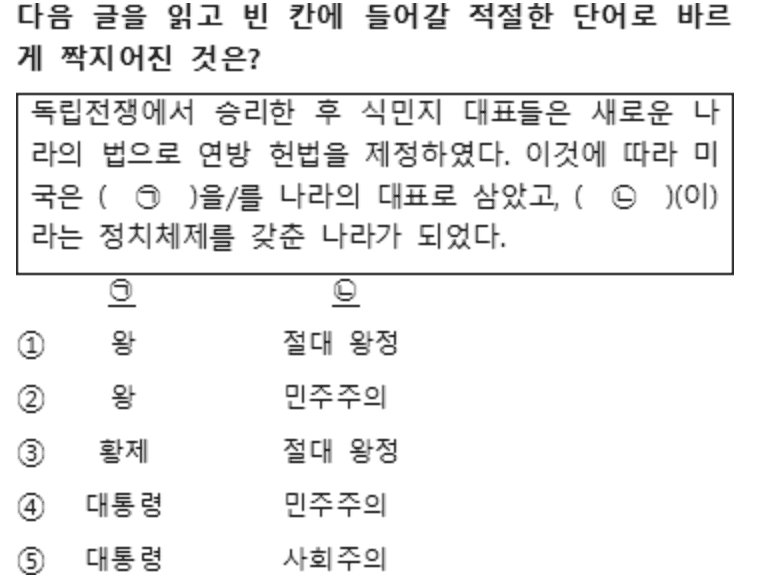 다음 글을 읽고 빈 칸에 들어갈 적절한 단어로 바르
게 짝지어진 것은?
독립전쟁에서 승리한 후 식민지 대표들은 새로운 나
라의 법으로 연방 헌법을 제정하였다. 이것에 따라 미
국은 ( ㉠ )을/를 나라의 대표로 삼았고, ( ㉡ )(이)
라는 정치체제를 갖춘 나라가 되었다.
㉠ ㉡
① 왕 절대 왕정
② 왕 민주주의
③ 황제 절대 왕정
④ 대통령 민주주의
⑤ 대통령 사회주의